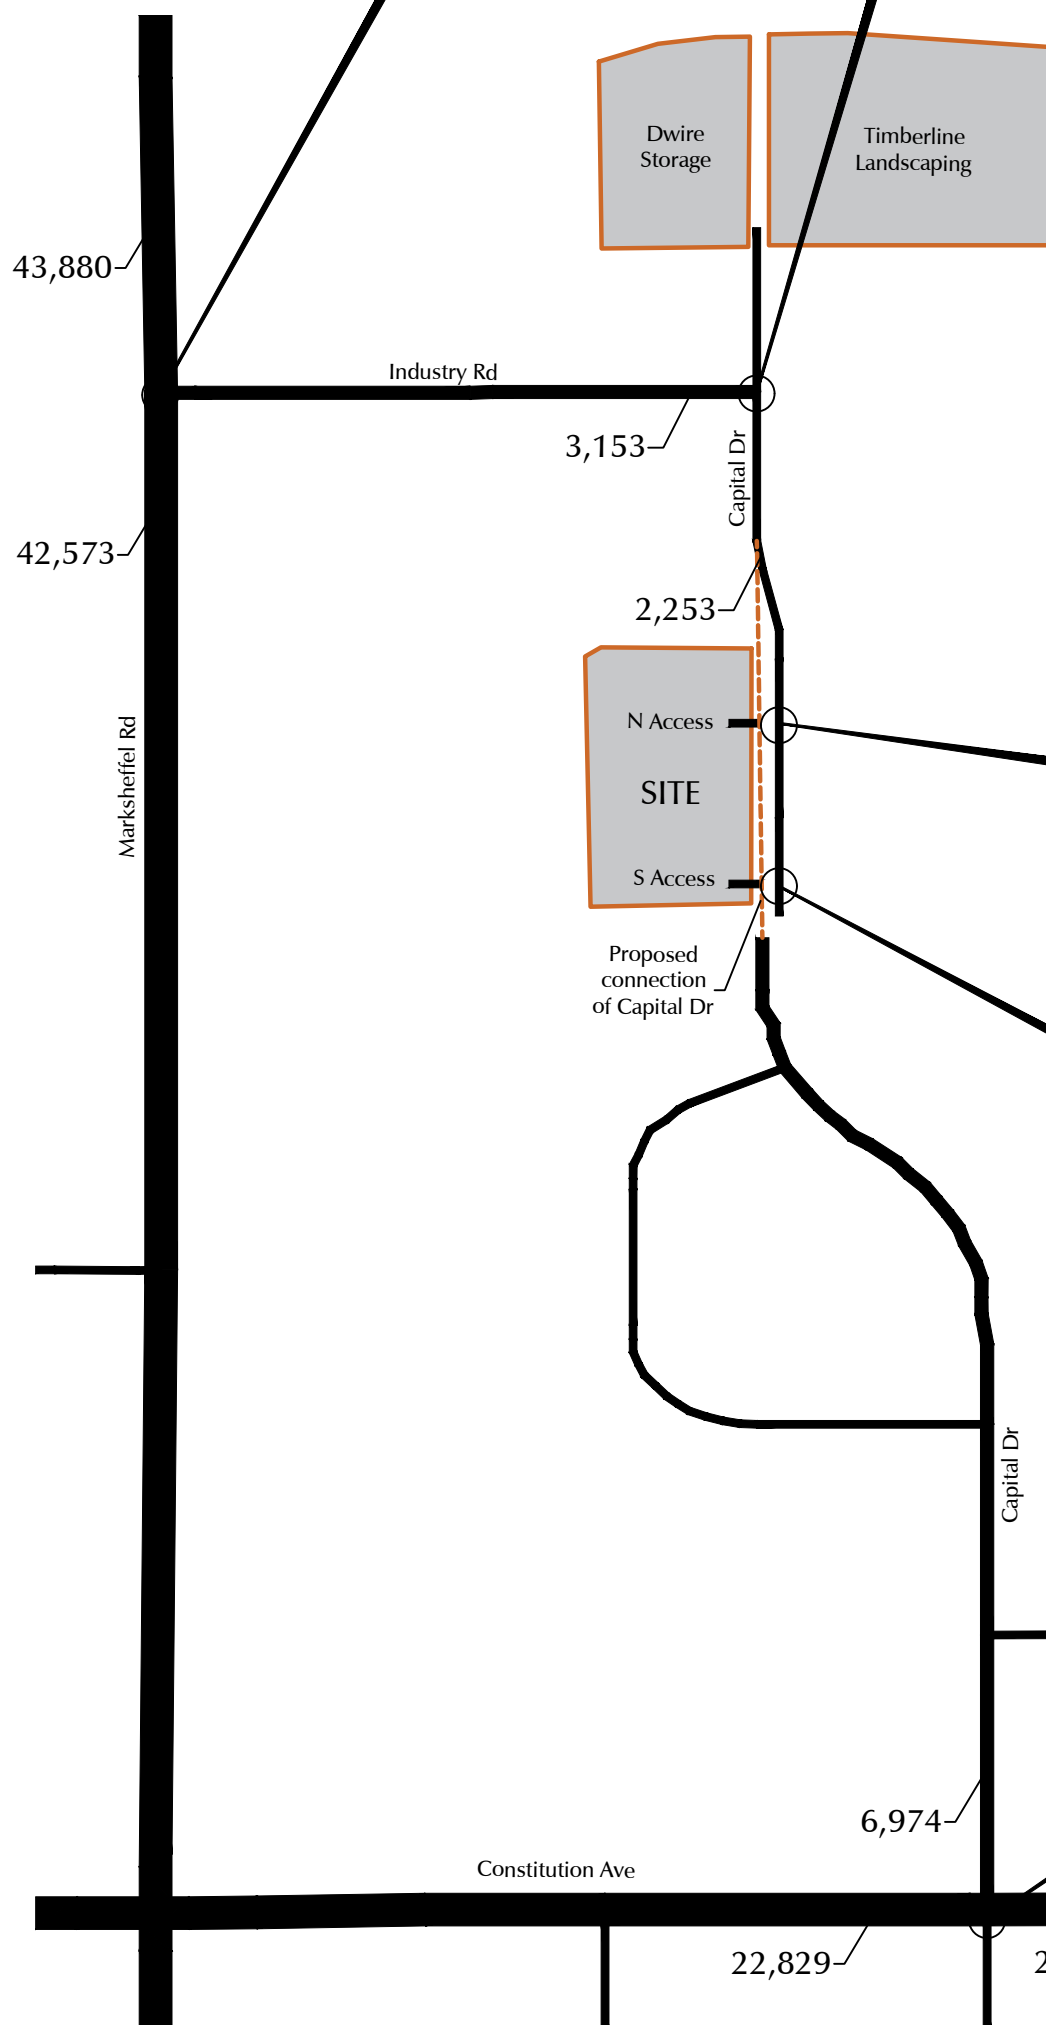 Dwire
Storage
Timberline
Landscaping
43,880
Industry Rd
3,153
Capital Dr
42,573
2,253
N Access
Marksheffel Rd
SITE
S Access
Proposed
connection
of Capital Dr
Capital Dr
6,974
Constitution Ave
22,829
2